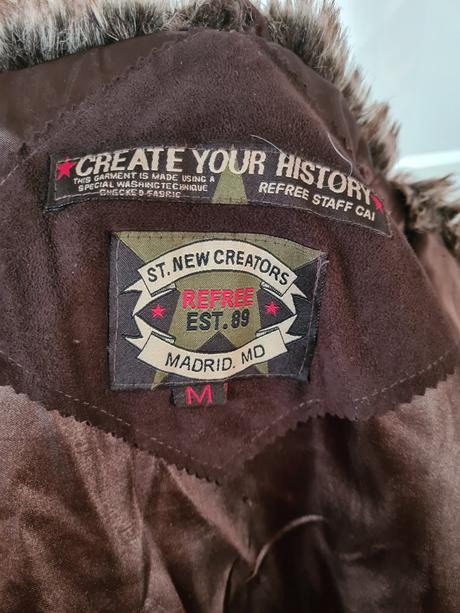 CREATE YOUR HISTORY
THIS GARMENT IS MADE USING A
SPECIAL WASHING TECHNIQUE
CHECKED FABRIC
REFREE STAFF CAI
ST. NEW CREATORS
REFREE
EST. 89
MADRID. MD
M